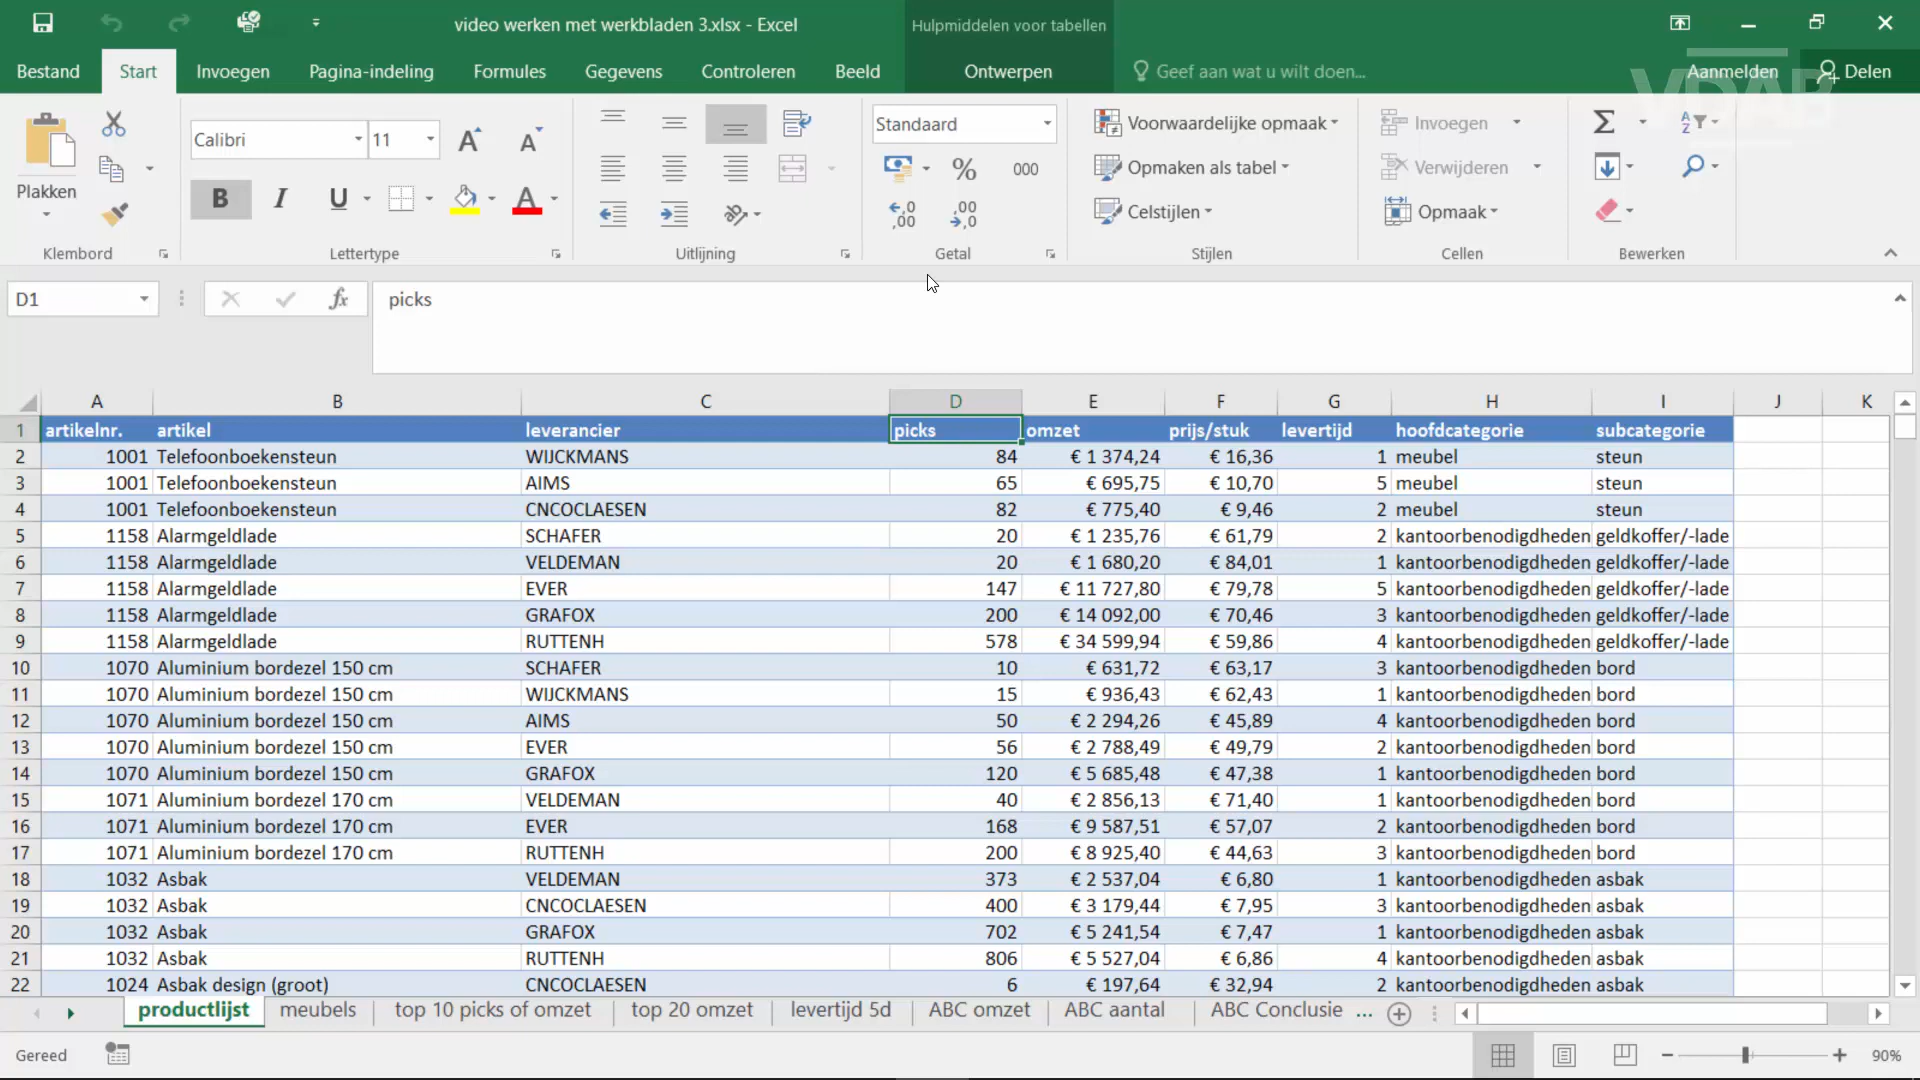 video werken met werkbladen 3.xlsx - Excel
Hulpmiddelen voor tabellen
Bestand Start Invoegen Pagina-indeling Formules Gegevens Controleren Beeld Ontwerpen Geef aan wat u wilt doen... Aanmelden Delen
VDAB
Plakken
Calibri 11
B I U A
Standaard
% 000
Voorwaardelijke opmaak
Opmaken als tabel
Celstijlen
Invoegen
Verwijderen
Opmaak
Klembord Lettertype Uitlijning Getal Stijlen Cellen Bewerken
D1 fx picks
A B C D E F G H I J K
1 artikelnr. artikel leverancier picks omzet prijs/stuk levertijd hoofdcategorie subcategorie
2 1001 Telefoonboekensteun WIJCKMANS 84 € 1 374,24 € 16,36 1 meubel steun
3 1001 Telefoonboekensteun AIMS 65 € 695,75 € 10,70 5 meubel steun
4 1001 Telefoonboekensteun CNCOCLAESEN 82 € 775,40 € 9,46 2 meubel steun
5 1158 Alarmgeldlade SCHAFER 20 € 1 235,76 € 61,79 2 kantoorbenodigdheden geldkoffer/-lade
6 1158 Alarmgeldlade VELDEMAN 20 € 1 680,20 € 84,01 1 kantoorbenodigdheden geldkoffer/-lade
7 1158 Alarmgeldlade EVER 147 € 11 727,80 € 79,78 5 kantoorbenodigdheden geldkoffer/-lade
8 1158 Alarmgeldlade GRAFOX 200 € 14 092,00 € 70,46 3 kantoorbenodigdheden geldkoffer/-lade
9 1158 Alarmgeldlade RUTTENH 578 € 34 599,94 € 59,86 4 kantoorbenodigdheden geldkoffer/-lade
10 1070 Aluminium bordezel 150 cm SCHAFER 10 € 631,72 € 63,17 3 kantoorbenodigdheden bord
11 1070 Aluminium bordezel 150 cm WIJCKMANS 15 € 936,43 € 62,43 1 kantoorbenodigdheden bord
12 1070 Aluminium bordezel 150 cm AIMS 50 € 2 294,26 € 45,89 4 kantoorbenodigdheden bord
13 1070 Aluminium bordezel 150 cm EVER 56 € 2 788,49 € 49,79 2 kantoorbenodigdheden bord
14 1070 Aluminium bordezel 150 cm GRAFOX 120 € 5 685,48 € 47,38 1 kantoorbenodigdheden bord
15 1071 Aluminium bordezel 170 cm VELDEMAN 40 € 2 856,13 € 71,40 1 kantoorbenodigdheden bord
16 1071 Aluminium bordezel 170 cm EVER 168 € 9 587,51 € 57,07 2 kantoorbenodigdheden bord
17 1071 Aluminium bordezel 170 cm RUTTENH 200 € 8 925,40 € 44,63 3 kantoorbenodigdheden bord
18 1032 Asbak VELDEMAN 373 € 2 537,04 € 6,80 1 kantoorbenodigdheden asbak
19 1032 Asbak CNCOCLAESEN 400 € 3 179,44 € 7,95 3 kantoorbenodigdheden asbak
20 1032 Asbak GRAFOX 702 € 5 241,54 € 7,47 1 kantoorbenodigdheden asbak
21 1032 Asbak RUTTENH 806 € 5 527,04 € 6,86 4 kantoorbenodigdheden asbak
22 1024 Asbak design (groot) CNCOCLAESEN 6 € 197,64 € 32,94 2 kantoorbenodigdheden asbak
productlijst meubels top 10 picks of omzet top 20 omzet levertijd 5d ABC omzet ABC aantal ABC Conclusie ...
Gereed 90%